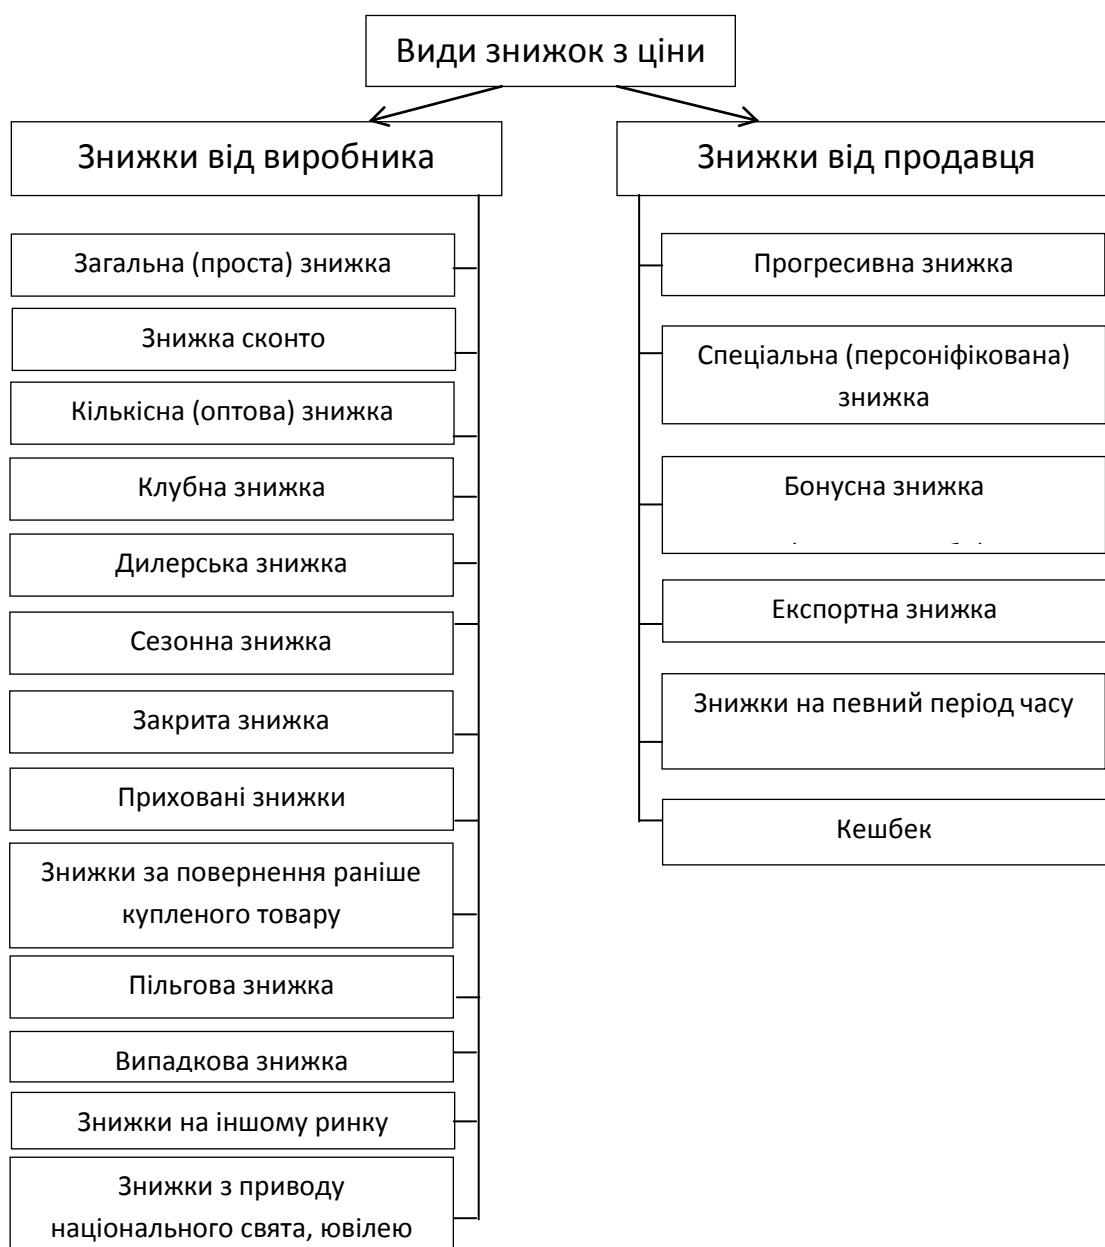 Види знижок з ціни
Знижки від виробника
Загальна (проста) знижка
Знижка сконто
Кількісна (оптова) знижка
Клубна знижка
Дилерська знижка
Сезонна знижка
Закрита знижка
Приховані знижки
Знижки за повернення раніше
купленого товару
Пільгова знижка
Випадкова знижка
Знижки на іншому ринку
Знижки з приводу
національного свята, ювілею
Знижки від продавця
Прогресивна знижка
Спеціальна (персоніфікована)
знижка
Бонусна знижка
Експортна знижка
Знижки на певний період часу
Кешбек